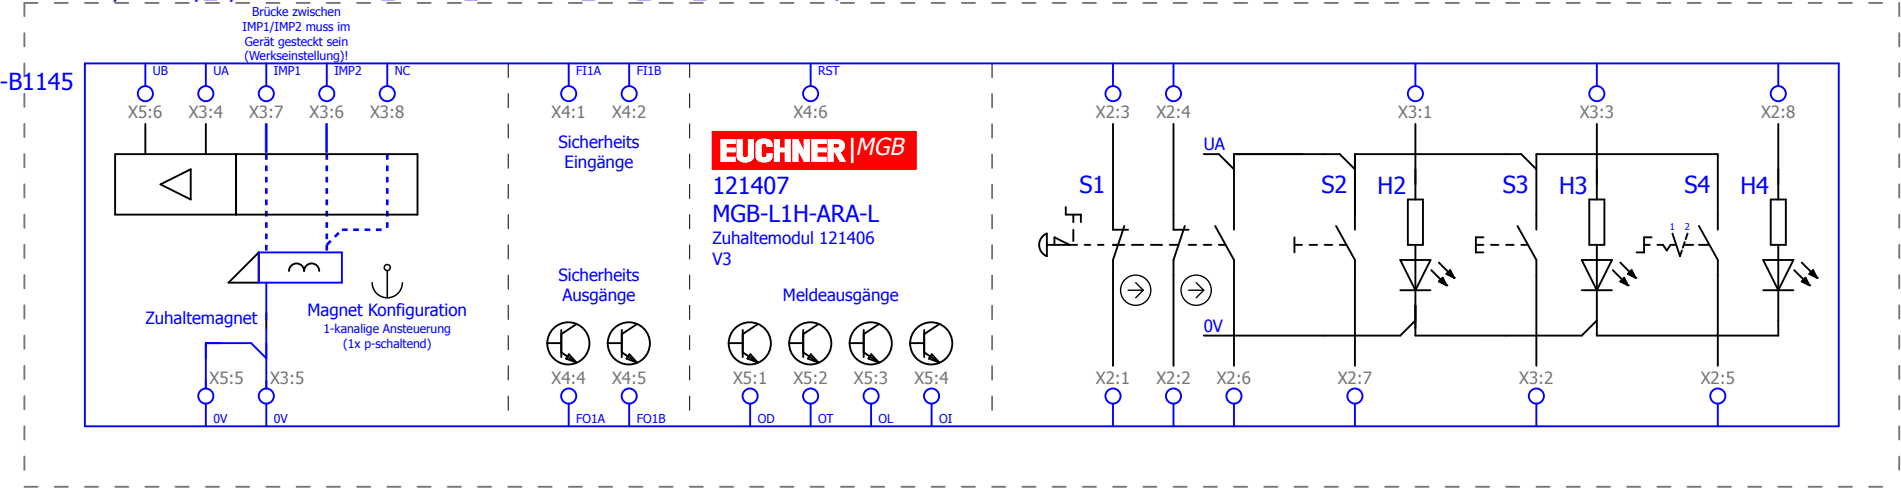 Brücke zwischen
IMP1/IMP2 muss im
Gerät gesteckt sein
(Werkseinstellung)!
-B1145
UB UA IMP1 IMP2 NC FI1A FI1B RST
X5:6 X3:4 X3:7 X3:6 X3:8 X4:1 X4:2 X4:6 X2:3 X2:4 X3:1 X3:3 X2:8
Sicherheits
Eingänge
EUCHNER|MGB
121407
MGB-L1H-ARA-L
Zuhaltemodul 121406
V3
UA
S1 S2 H2 S3 H3 S4 H4
1 2
Sicherheits
Ausgänge
Meldeausgänge
Zuhaltemagnet
Magnet Konfiguration
1-kanalige Ansteuerung
(1x p-schaltend)
0V
X5:5 X3:5 X4:4 X4:5 X5:1 X5:2 X5:3 X5:4 X2:1 X2:2 X2:6 X2:7 X3:2 X2:5
0V 0V FO1A FO1B OD OT OL OI